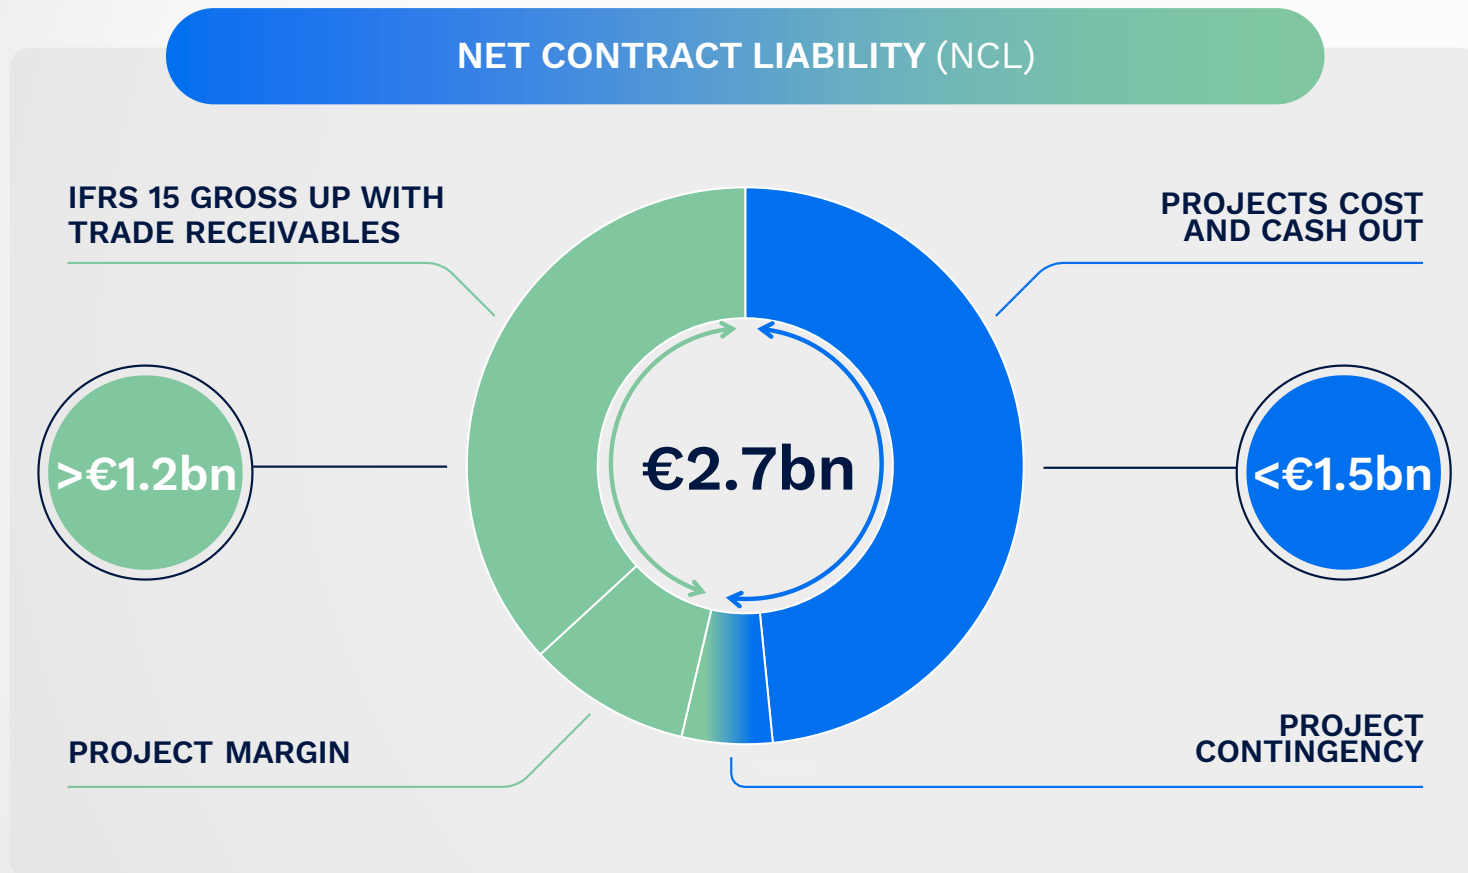 NET CONTRACT LIABILITY (NCL)
IFRS 15 GROSS UP WITH
TRADE RECEIVABLES
PROJECTS COST
AND CASH OUT
>€1.2bn
€2.7bn
<€1.5bn
PROJECT MARGIN
PROJECT
CONTINGENCY